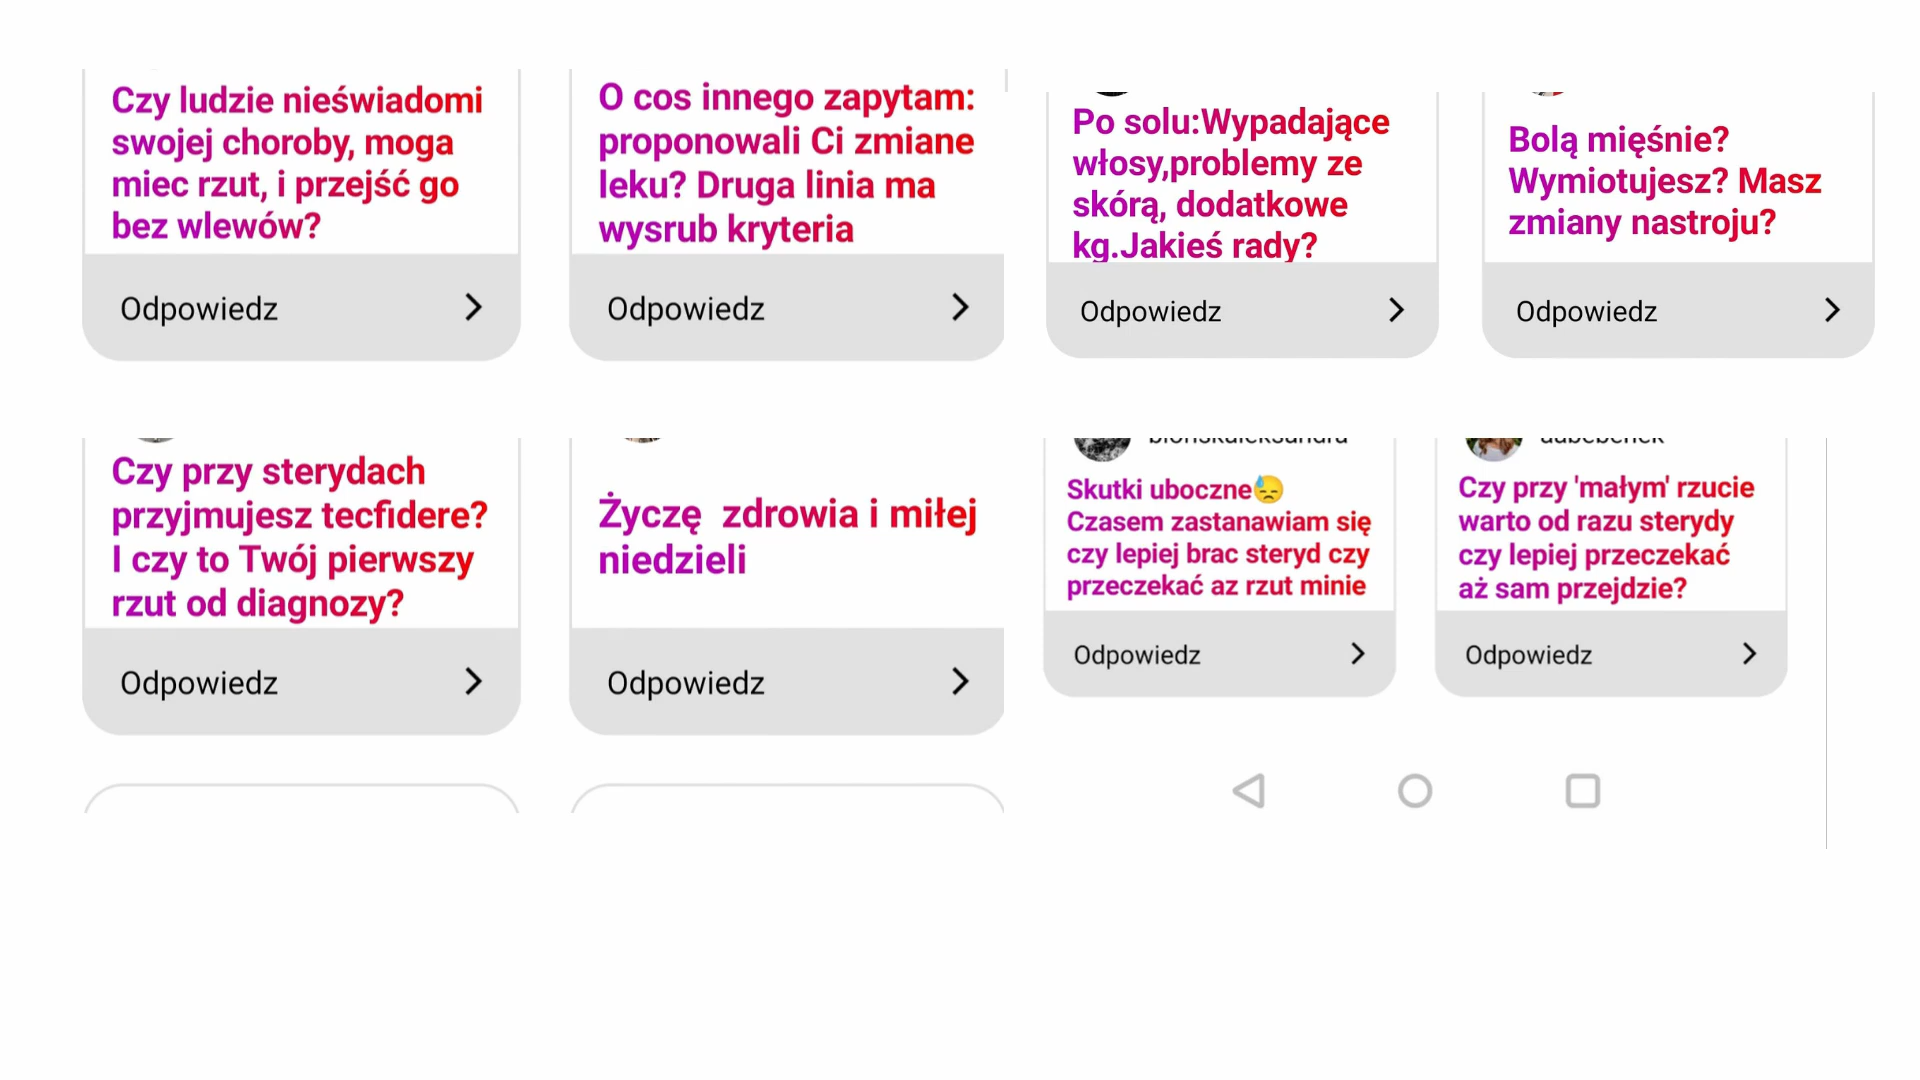 Czy ludzie nieświadomi
swojej choroby, moga
miec rzut, i przejść go
bez wlewów?
Odpowiedz
O cos innego zapytam:
proponowali Ci zmiane
leku? Druga linia ma
wysrub kryteria
Odpowiedz
Po solu:Wypadające
włosy,problemy ze
skórą, dodatkowe
kg.Jakieś rady?
Odpowiedz
Bolą mięśnie?
Wymiotujesz? Masz
zmiany nastroju?
Odpowiedz
Czy przy sterydach
przyjmujesz tecfidere?
I czy to Twój pierwszy
rzut od diagnozy?
Odpowiedz
Życzę  zdrowia i miłej
niedzieli
Odpowiedz
Skutki uboczne😓
Czasem zastanawiam się
czy lepiej brac steryd czy
przeczekać az rzut minie
Odpowiedz
Czy przy 'małym' rzucie
warto od razu sterydy
czy lepiej przeczekać
aż sam przejdzie?
Odpowiedz